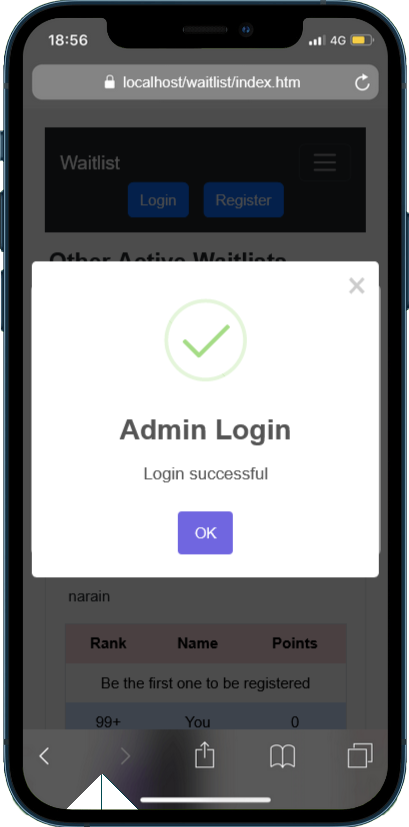 18:56
4G
localhost/waitlist/index.htm
Waitlist
Login Register
Other Active Waitlists
×
Admin Login
Login successful
OK
narain
Rank Name Points
Be the first one to be registered
99+ You 0